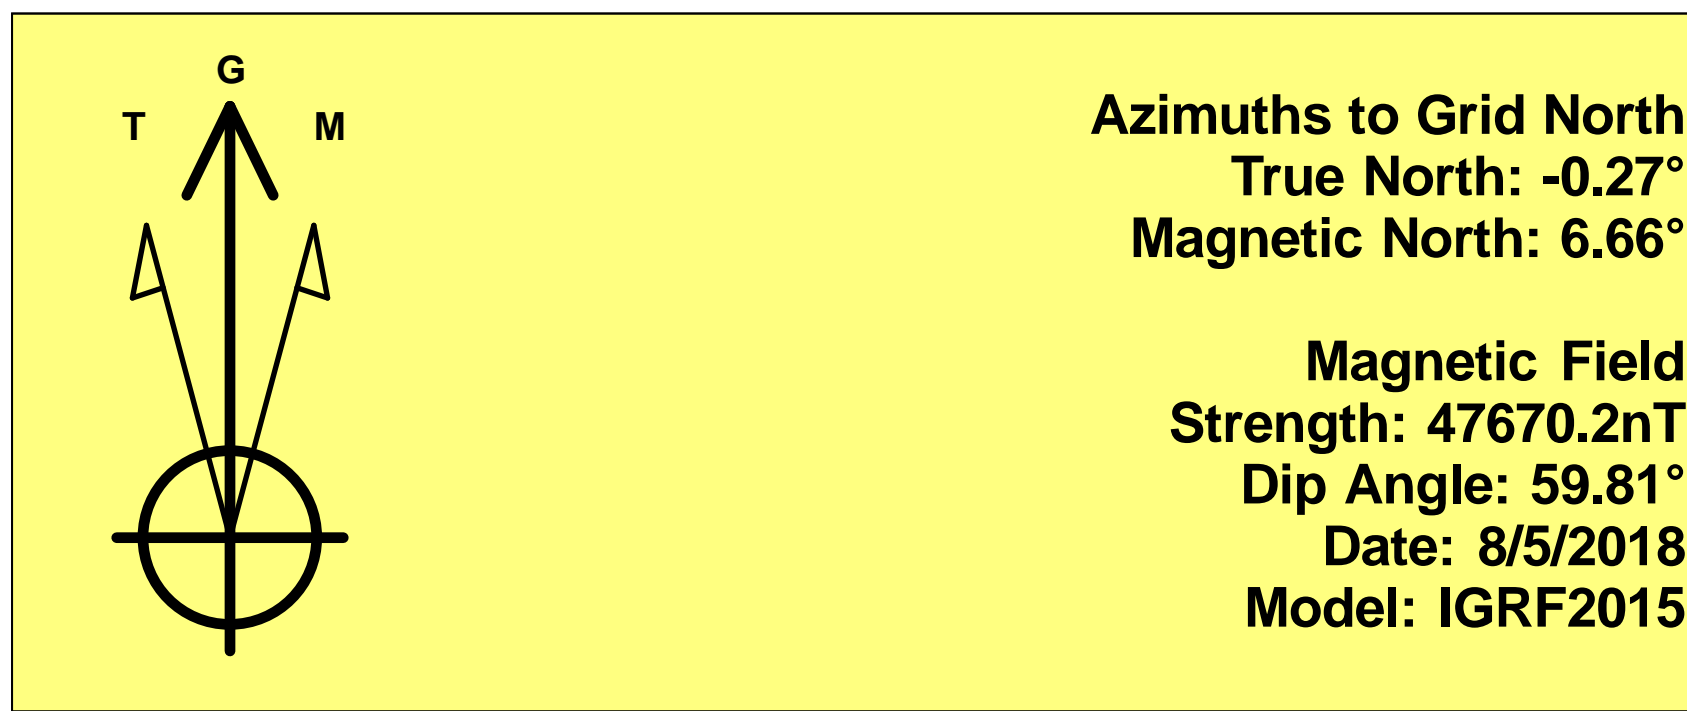 G
T M
Azimuths to Grid North
True North: -0.27°
Magnetic North: 6.66°
Magnetic Field
Strength: 47670.2nT
Dip Angle: 59.81°
Date: 8/5/2018
Model: IGRF2015